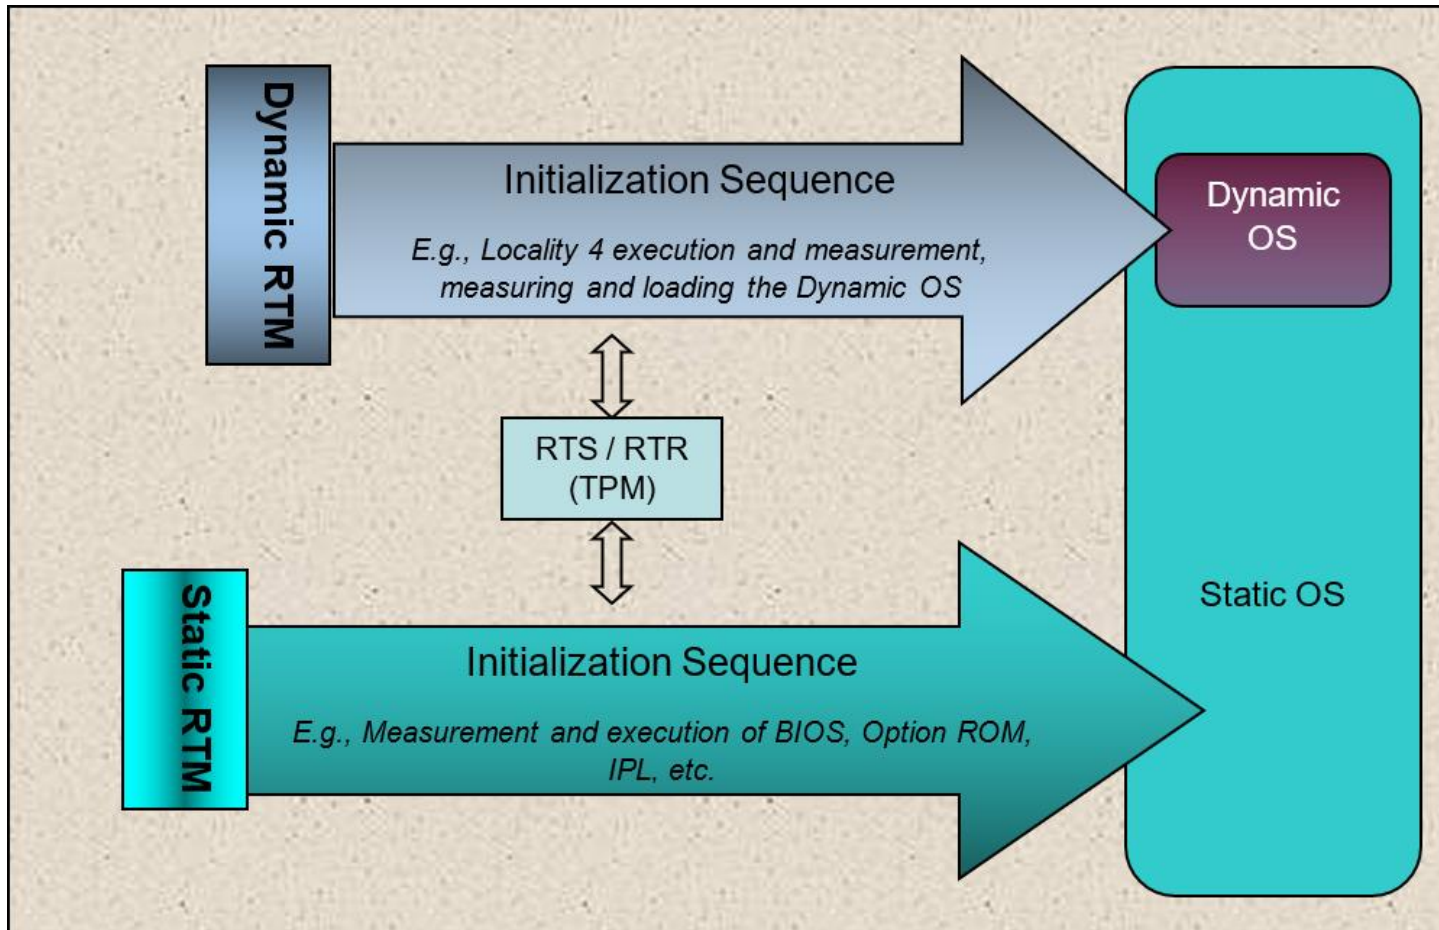 Dynamic RTM
Initialization Sequence
E.g., Locality 4 execution and measurement,
measuring and loading the Dynamic OS
Dynamic
OS
RTS / RTR
(TPM)
Static RTM
Initialization Sequence
E.g., Measurement and execution of BIOS, Option ROM,
IPL, etc.
Static OS